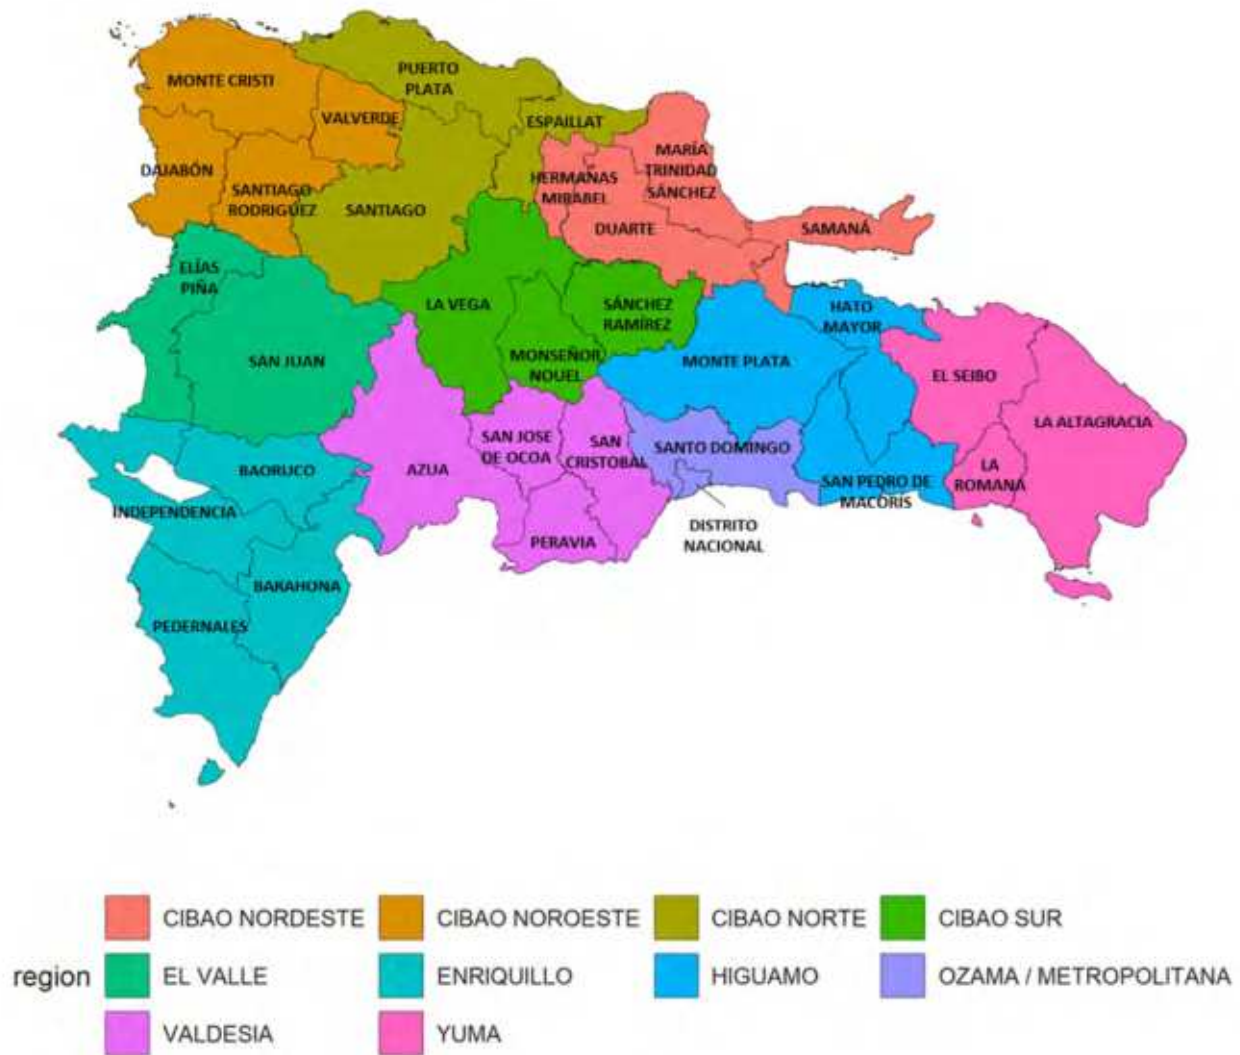 MONTE CRISTI
PUERTO
PLATA
VALVERDE
ESPAILLAT
DAJABÓN
SANTIAGO
RODRIGUEZ
SANTIAGO
HERMANAS
MIRABEL
MARÍA
TRINIDAD
SÁNCHEZ
DUARTE
SAMANÁ
ELÍAS
PIÑA
LA VEGA
SÁNCHEZ
RAMÍREZ
HATO
MAYOR
SAN JUAN
MONSEÑOR
NOUEL
MONTE PLATA
EL SEIBO
LA ALTAGRACIA
BAORUCO
AZUA
SAN JOSE
DE OCOA
SAN
CRISTOBAL
SANTO DOMINGO
LA
ROMANA
SAN PEDRO DE
MACORÍS
INDEPENDENCIA
PERAVIA
DISTRITO
NACIONAL
BARAHONA
PEDERNALES
CIBAO NORDESTE
CIBAO NOROESTE
CIBAO NORTE
CIBAO SUR
region
EL VALLE
ENRIQUILLO
HIGUAMO
OZAMA / METROPOLITANA
VALDESIA
YUMA